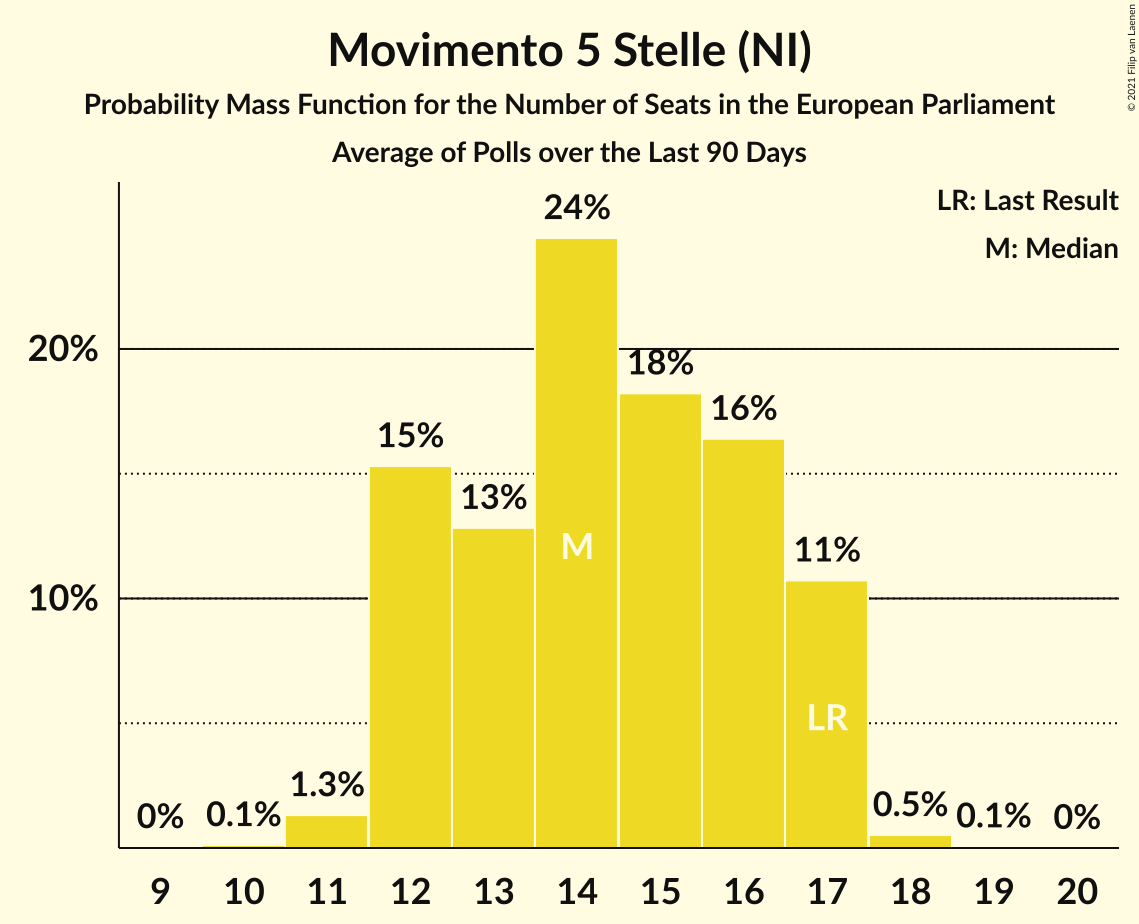 Movimento 5 Stelle (NI)
Probability Mass Function for the Number of Seats in the European Parliament
Average of Polls over the Last 90 Days
© 2021 Filip van Laenen
LR: Last Result
M: Median
24%
20%
18%
16%
15%
13%
M
11%
10%
LR
1.3%
0% 0.1% 0.5% 0.1% 0%
9 10 11 12 13 14 15 16 17 18 19 20